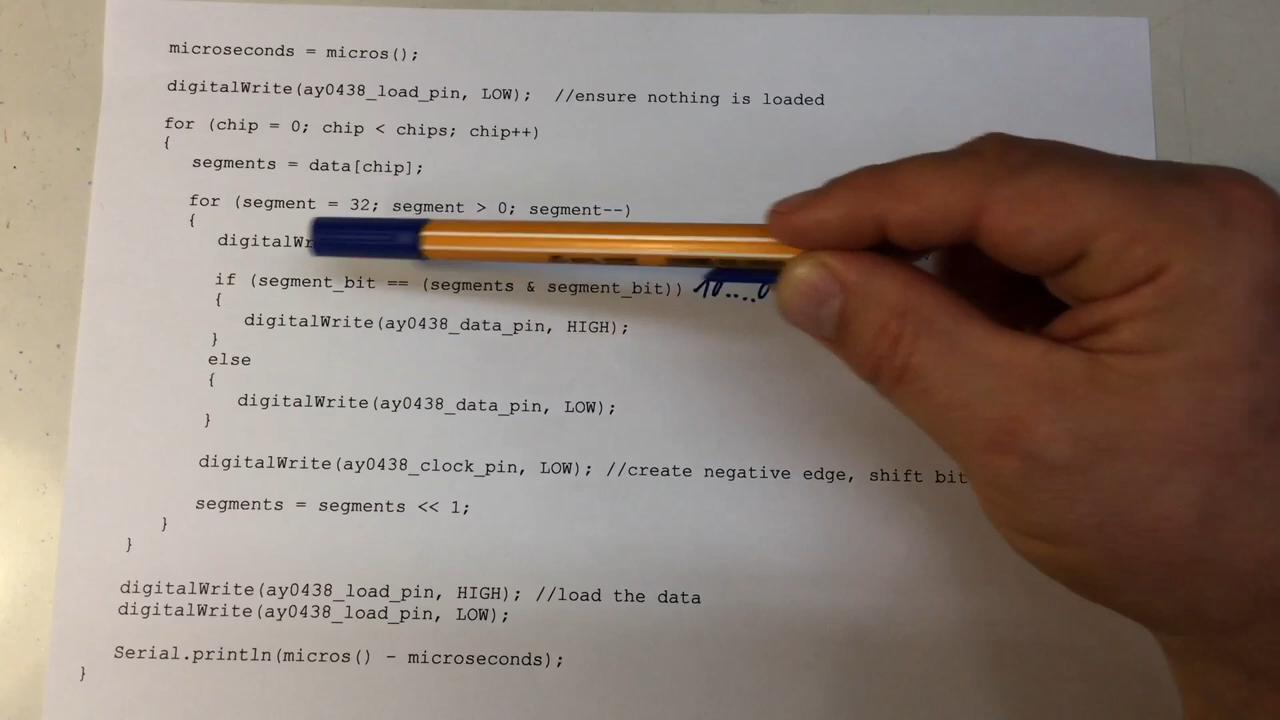 microseconds = micros();
digitalWrite(ay0438_load_pin, LOW);  //ensure nothing is loaded
for (chip = 0; chip < chips; chip++)
{
segments = data[chip];
for (segment = 32; segment > 0; segment--)
{
if (segment_bit == (segments & segment_bit)) 10....0
{
digitalWrite(ay0438_data_pin, HIGH);
}
else
{
digitalWrite(ay0438_data_pin, LOW);
}
digitalWrite(ay0438_clock_pin, LOW); //create negative edge, shift bit
segments = segments << 1;
}
}
digitalWrite(ay0438_load_pin, HIGH); //load the data
digitalWrite(ay0438_load_pin, LOW);
Serial.println(micros() - microseconds);
}